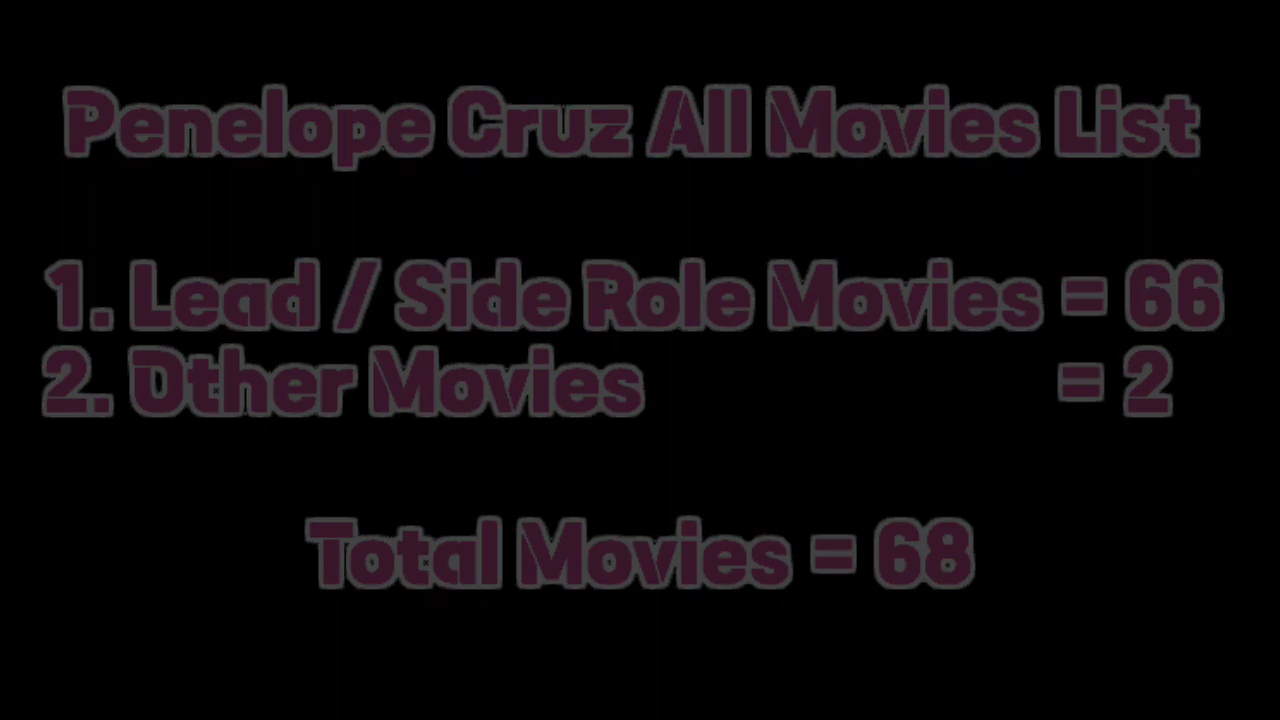 Penelope Cruz All Movies List
1. Lead / Side Role Movies = 66
2. Other Movies = 2
Total Movies = 68